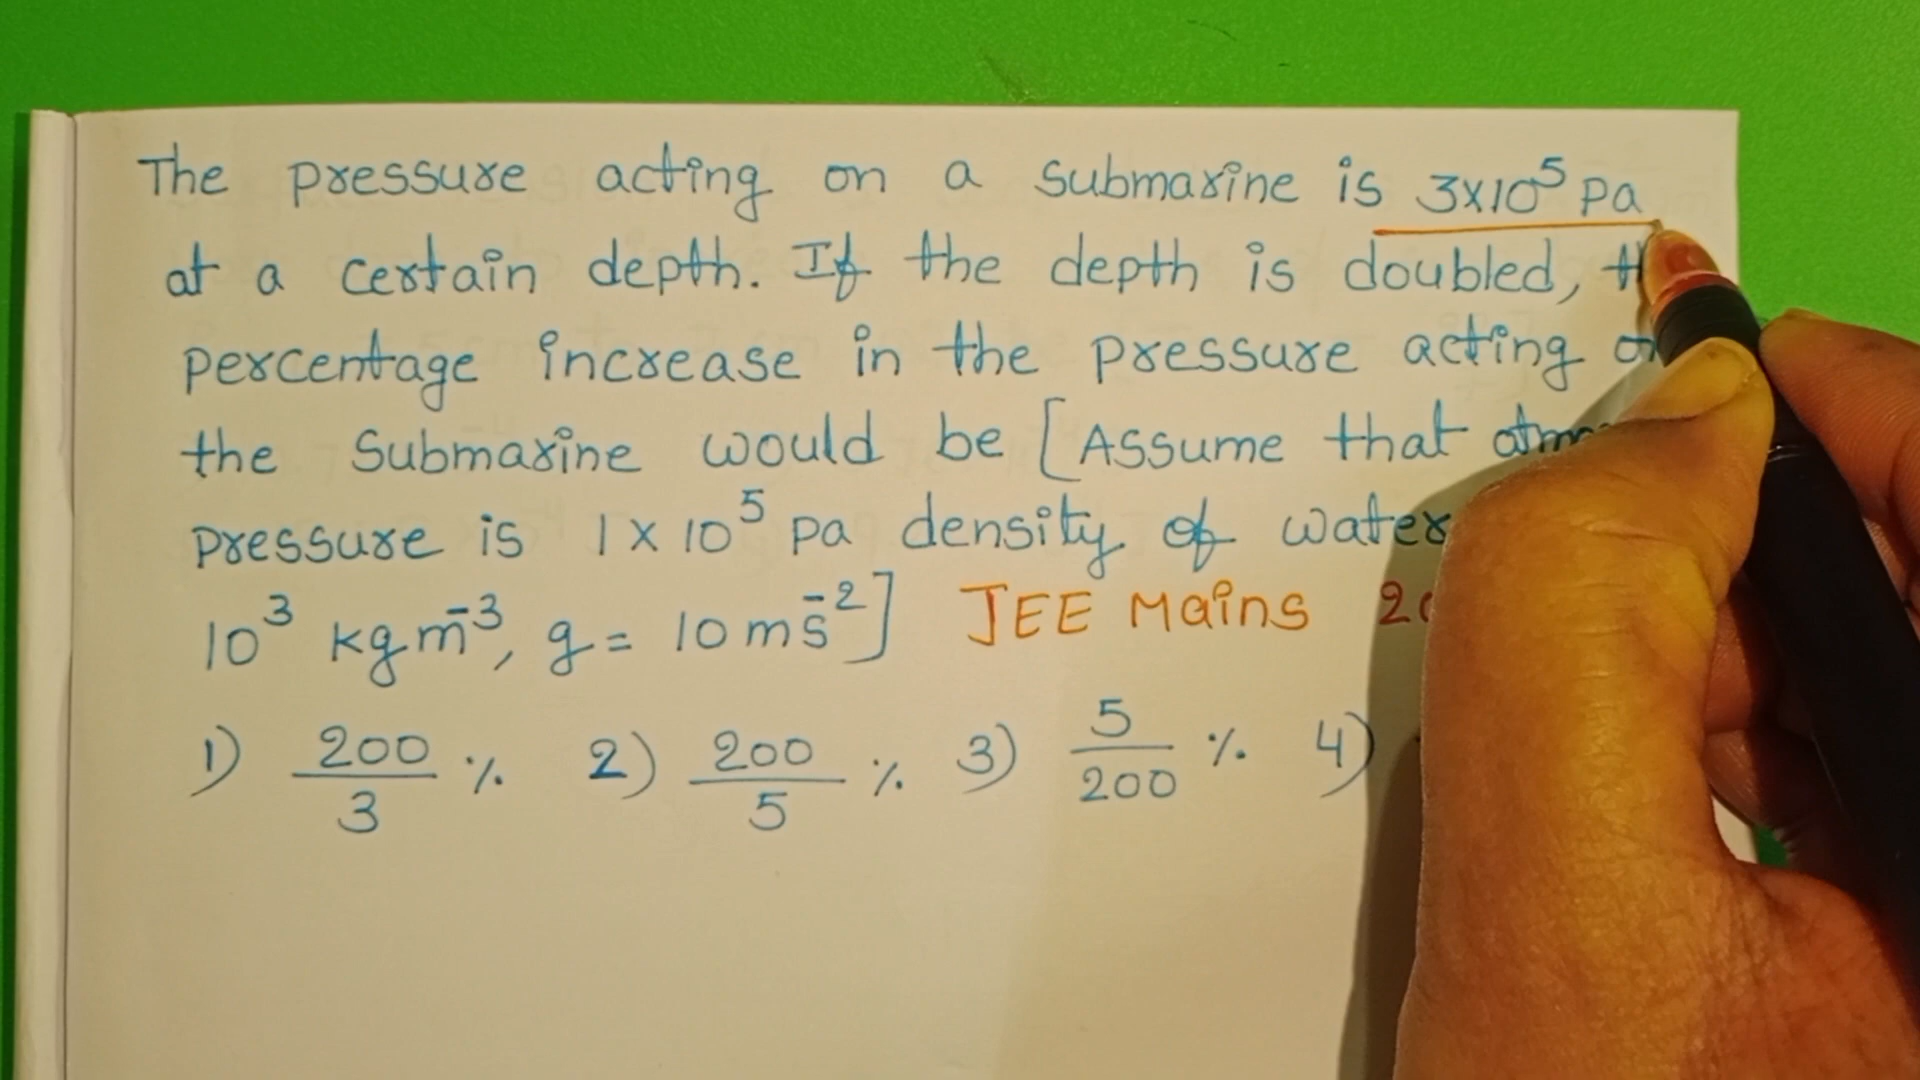 The pressure acting on a submarine is 3×10⁵ Pa
at a certain depth. If the depth is doubled,
percentage increase in the pressure acting
the submarine would be [Assume that
pressure is 1 × 10⁵ Pa density of water
10³ kg m⁻³, g = 10 m s⁻²] JEE Mains
1) 200/3 % 2) 200/5 % 3) 5/200 % 4)